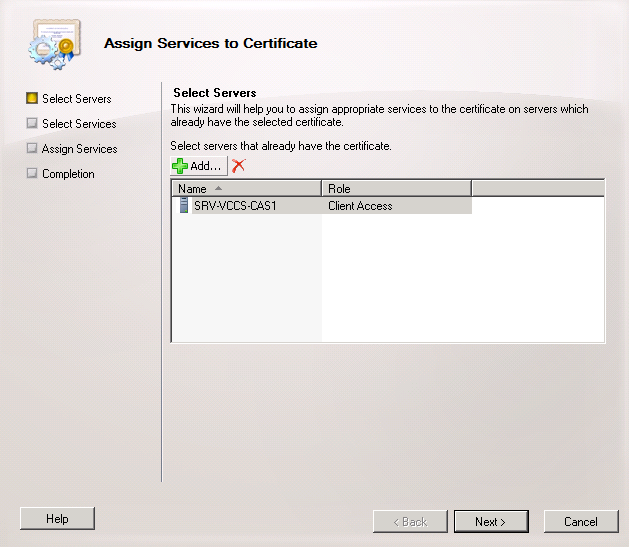 Assign Services to Certificate
Select Servers
Select Services
Assign Services
Completion
Select Servers
This wizard will help you to assign appropriate services to the certificate on servers which
already have the selected certificate.
Select servers that already have the certificate.
Add...
Name Role
SRV-VCCS-CAS1 Client Access
Help
< Back
Next >
Cancel